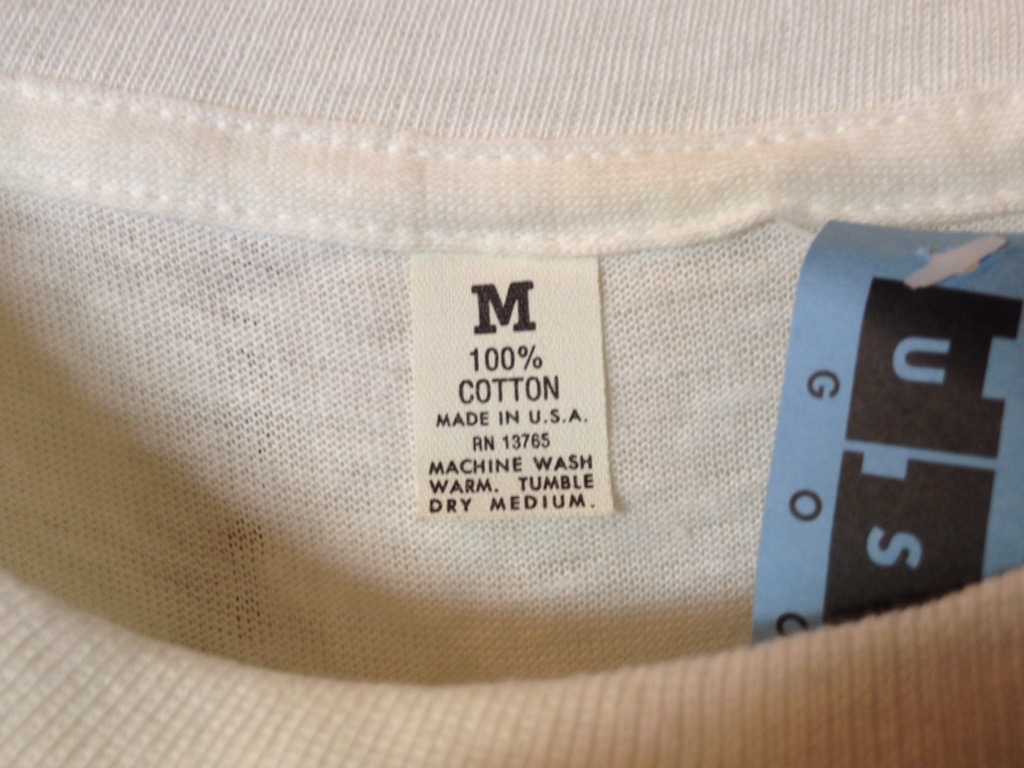 M
100%
COTTON
MADE IN U.S.A.
RN 13765
MACHINE WASH
WARM. TUMBLE
DRY MEDIUM.
U S
G O